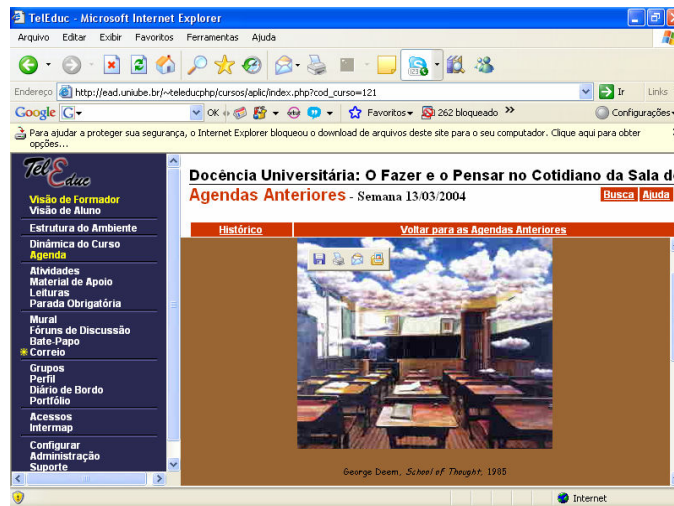 TelEduc - Microsoft Internet Explorer
Arquivo Editar Exibir Favoritos Ferramentas Ajuda
Endereço http://ead.uniube.br/~teleducphp/cursos/aplic/index.php?cod_curso=121 Ir Links
Google G OK Favoritos 262 bloqueado » Configurações
Para ajudar a proteger sua segurança, o Internet Explorer bloqueou o download de arquivos deste site para o seu computador. Clique aqui para obter
opções...
TelEduc
Visão de Formador
Visão de Aluno
Estrutura do Ambiente
Dinâmica do Curso
Agenda
Atividades
Material de Apoio
Leituras
Parada Obrigatória
Mural
Fóruns de Discussão
Bate-Papo
Correio
Grupos
Perfil
Diário de Bordo
Portfólio
Acessos
Intermap
Configurar
Administração
Suporte
Docência Universitária: O Fazer e o Pensar no Cotidiano da Sala d
Agendas Anteriores - Semana 13/03/2004 Busca Ajuda
Histórico Voltar para as Agendas Anteriores
George Deem, School of Thought, 1985
Internet